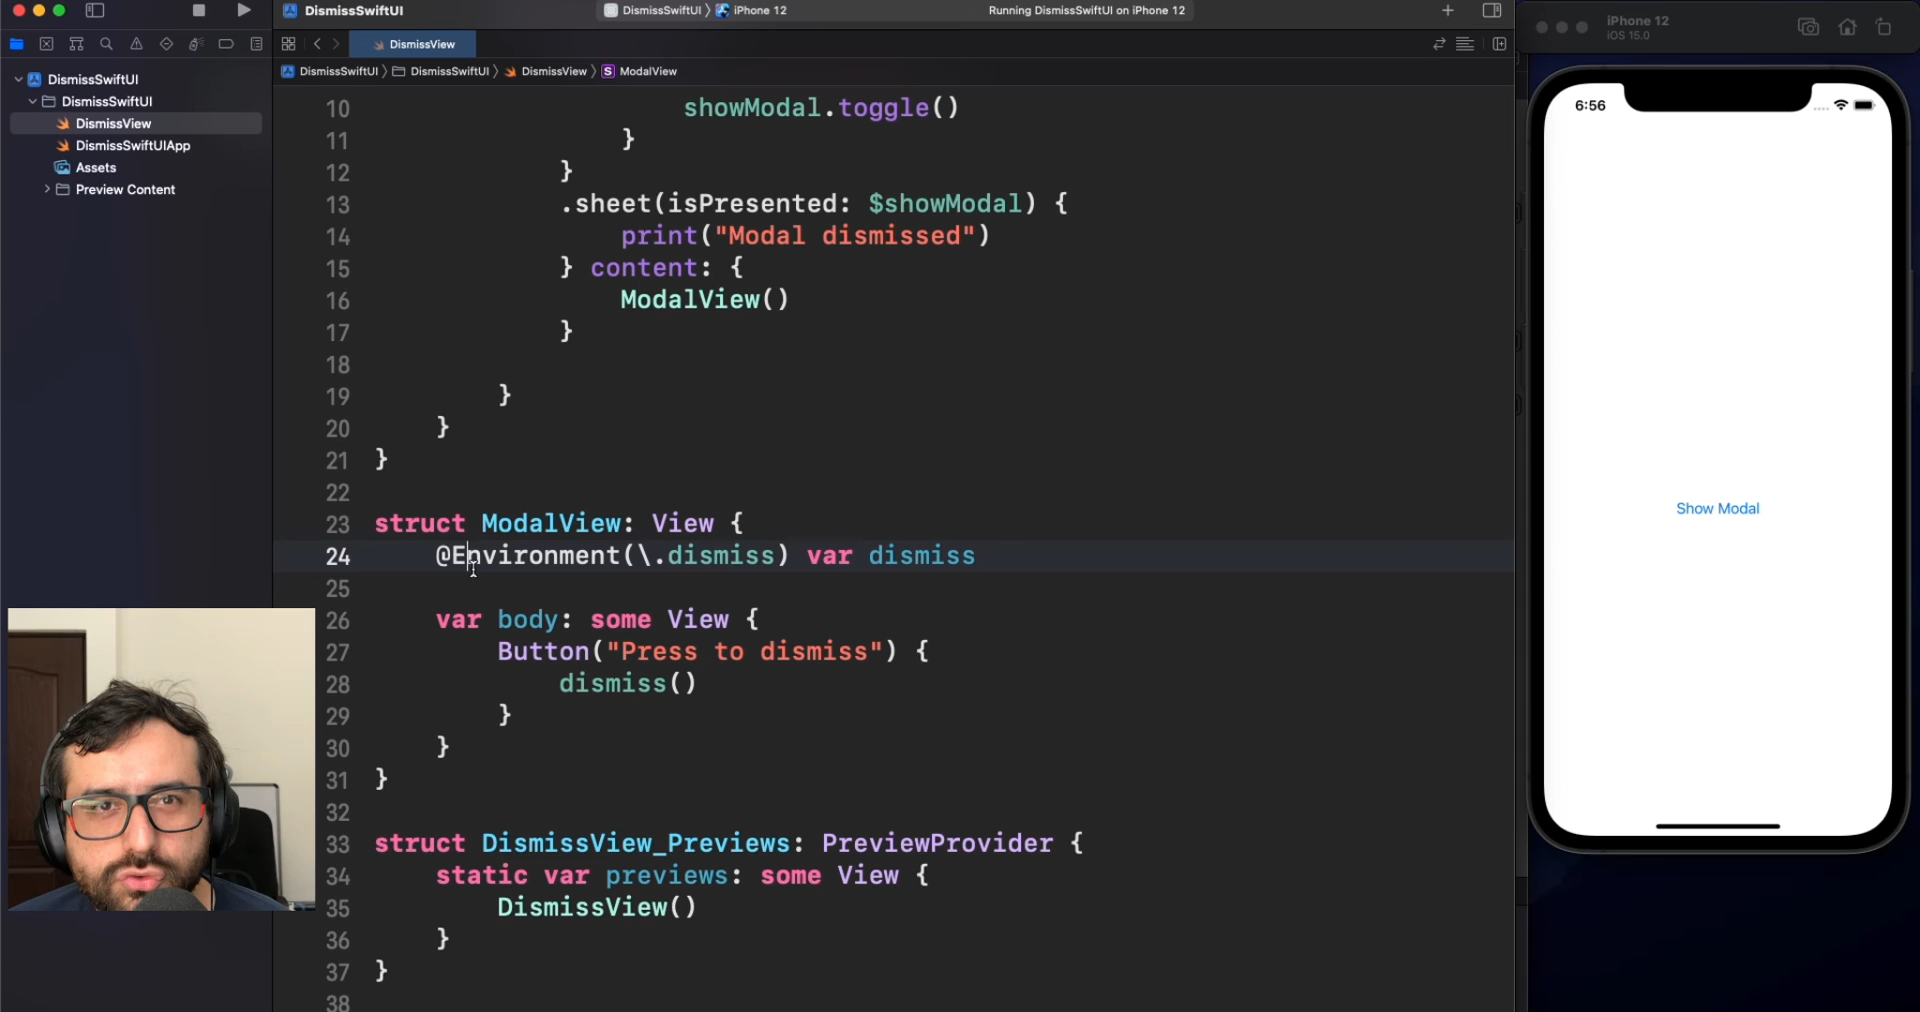 DismissSwiftUI
DismissSwiftUI 〉 iPhone 12
Running DismissSwiftUI on iPhone 12
iPhone 12
iOS 15.0
DismissView
DismissSwiftUI 〉 DismissSwiftUI 〉 DismissView 〉 S ModalView
DismissSwiftUI
DismissSwiftUI
DismissView
DismissSwiftUIApp
Assets
Preview Content
10 showModal.toggle()
11 }
12 }
13 .sheet(isPresented: $showModal) {
14 print("Modal dismissed")
15 } content: {
16 ModalView()
17 }
18
19 }
20 }
21 }
22
23 struct ModalView: View {
24 @Environment(\.dismiss) var dismiss
25
26 var body: some View {
27 Button("Press to dismiss") {
28 dismiss()
29 }
30 }
31 }
32
33 struct DismissView_Previews: PreviewProvider {
34 static var previews: some View {
35 DismissView()
36 }
37 }
38
6:56
Show Modal